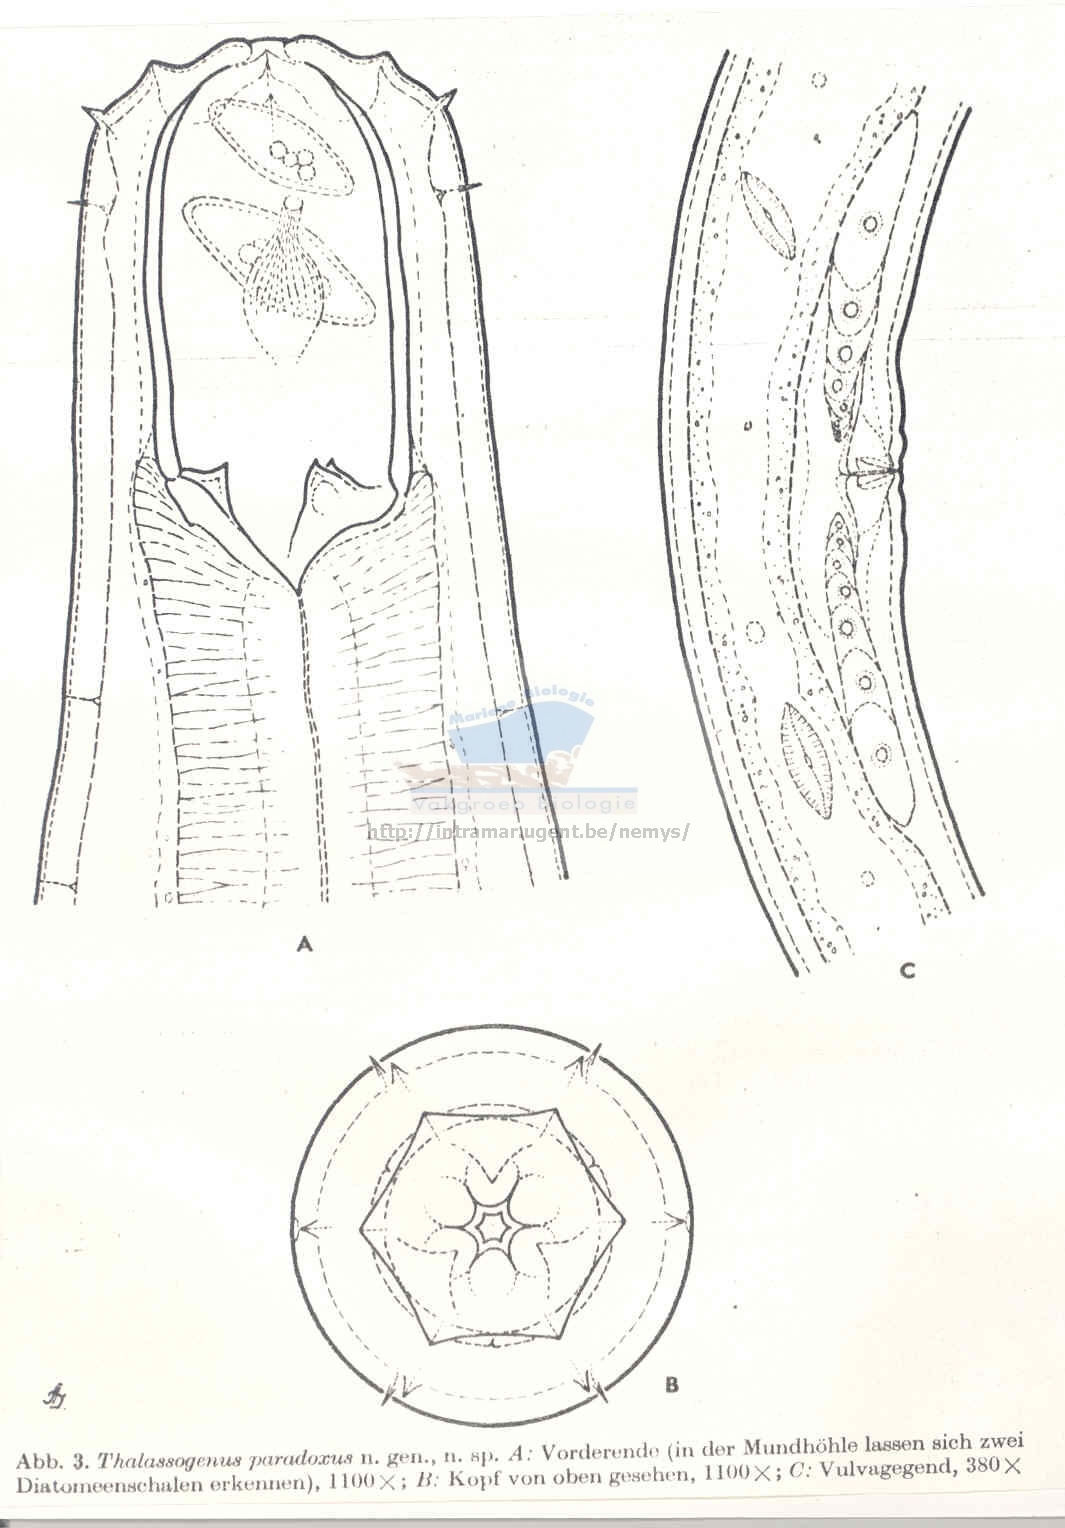 Mariene Biologie
Vakgroep Biologie
http://intramar.ugent.be/nemys/
A
C
B
Abb. 3. Thalassogenus paradoxus n. gen., n. sp. A: Vorderende (in der Mundhöhle lassen sich zwei
Diatomeenschalen erkennen), 1100×; B: Kopf von oben gesehen, 1100×; C: Vulvagegend, 380×